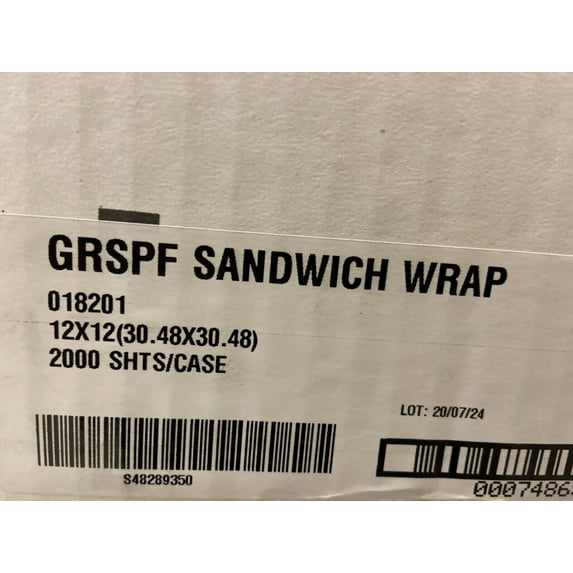 GRSPF SANDWICH WRAP
018201
12X12(30.48X30.48)
2000 SHTS/CASE
LOT: 20/07/24
S48289350